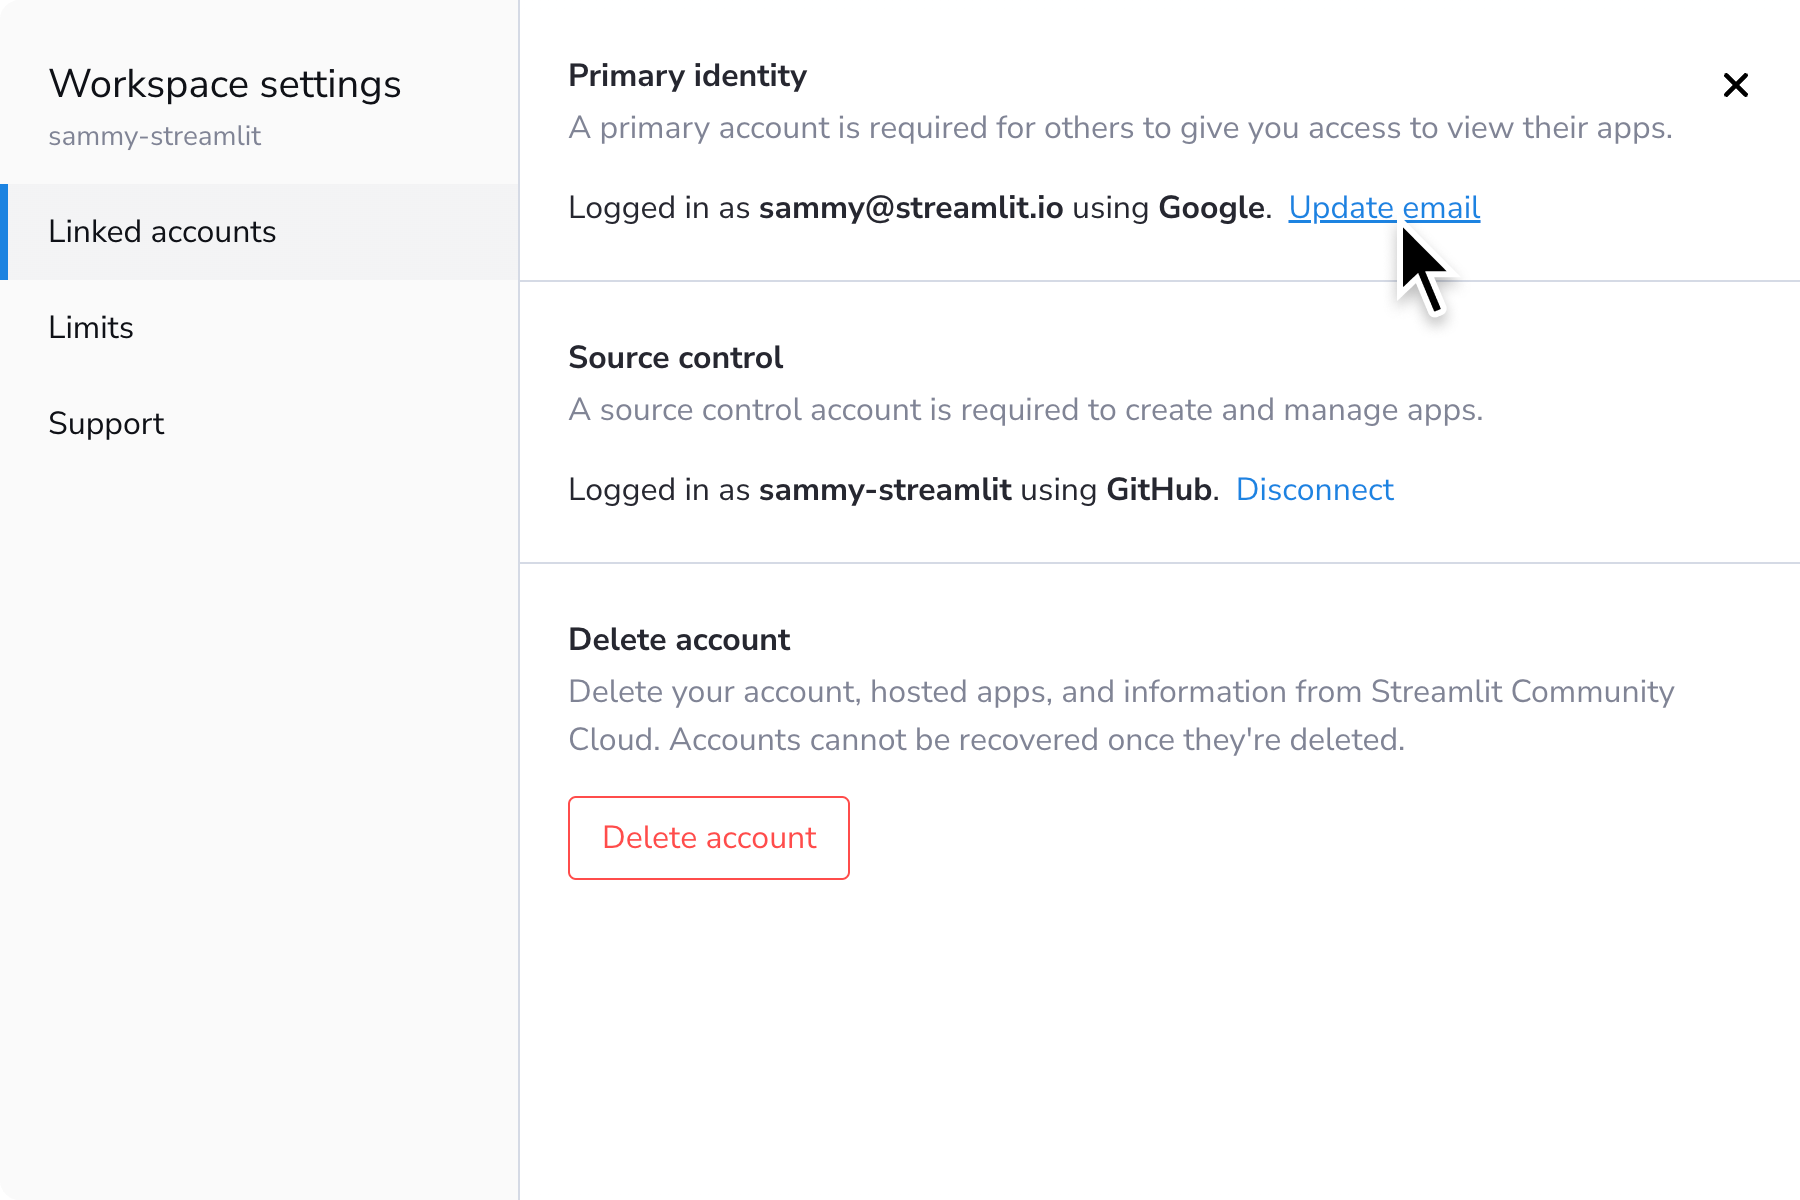 Workspace settings
sammy-streamlit
Linked accounts
Limits
Support
Primary identity
A primary account is required for others to give you access to view their apps.
Logged in as sammy@streamlit.io using Google. Update email
Source control
A source control account is required to create and manage apps.
Logged in as sammy-streamlit using GitHub. Disconnect
Delete account
Delete your account, hosted apps, and information from Streamlit Community
Cloud. Accounts cannot be recovered once they're deleted.
Delete account